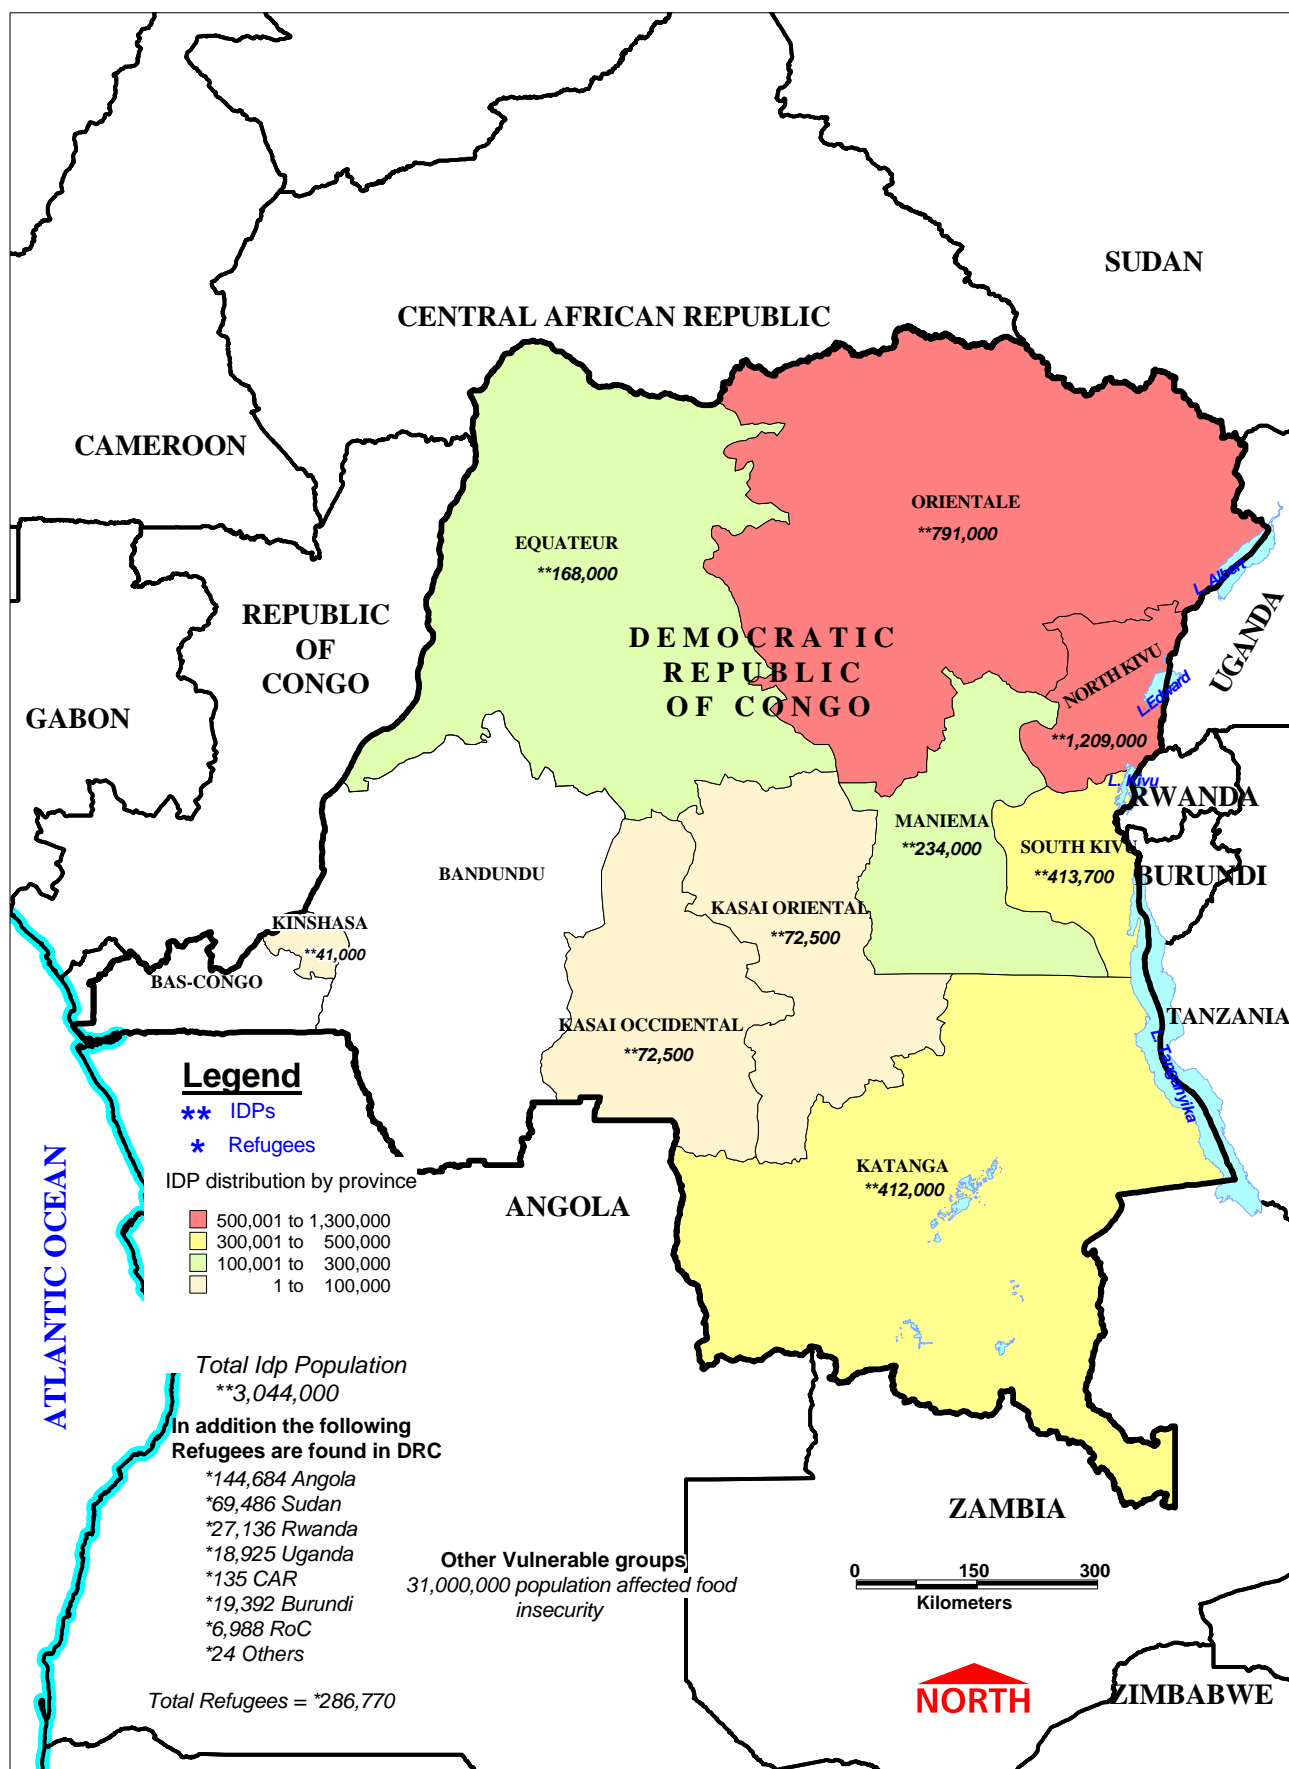 SUDAN
CENTRAL AFRICAN REPUBLIC
CAMEROON
ORIENTALE
**791,000
EQUATEUR
**168,000
L. Albert
REPUBLIC
OF
CONGO
DEMOCRATIC
REPUBLIC
OF CONGO
UGANDA
NORTH KIVU
L.Edward
**1,209,000
GABON
L. Kivu
RWANDA
MANIEMA
**234,000
SOUTH KIVU
**413,700
BURUNDI
BANDUNDU
KASAI ORIENTAL
**72,500
KINSHASA
**41,000
BAS-CONGO
KASAI OCCIDENTAL
**72,500
TANZANIA
L. Tanganyika
Legend
** IDPs
* Refugees
IDP distribution by province
500,001 to 1,300,000
300,001 to 500,000
100,001 to 300,000
1 to 100,000
KATANGA
**412,000
ANGOLA
ATLANTIC OCEAN
Total Idp Population
**3,044,000
In addition the following
Refugees are found in DRC
*144,684 Angola
*69,486 Sudan
*27,136 Rwanda
*18,925 Uganda
*135 CAR
*19,392 Burundi
*6,988 RoC
*24 Others
Total Refugees = *286,770
Other Vulnerable groups
31,000,000 population affected food
insecurity
ZAMBIA
0 150 300
Kilometers
NORTH
ZIMBABWE